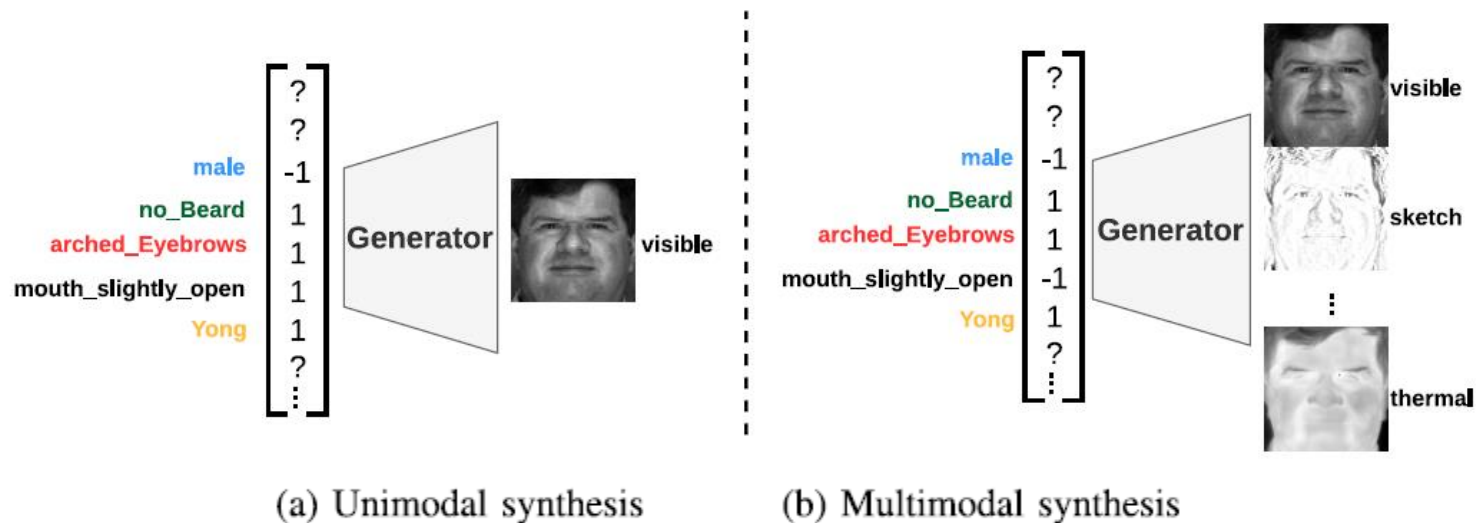 ?
?
male -1
no_Beard 1
arched_Eyebrows 1
mouth_slightly_open 1
Yong 1
?
Generator
visible
(a) Unimodal synthesis
?
?
male -1
no_Beard 1
arched_Eyebrows 1
mouth_slightly_open -1
Yong 1
?
Generator
visible
sketch
thermal
(b) Multimodal synthesis